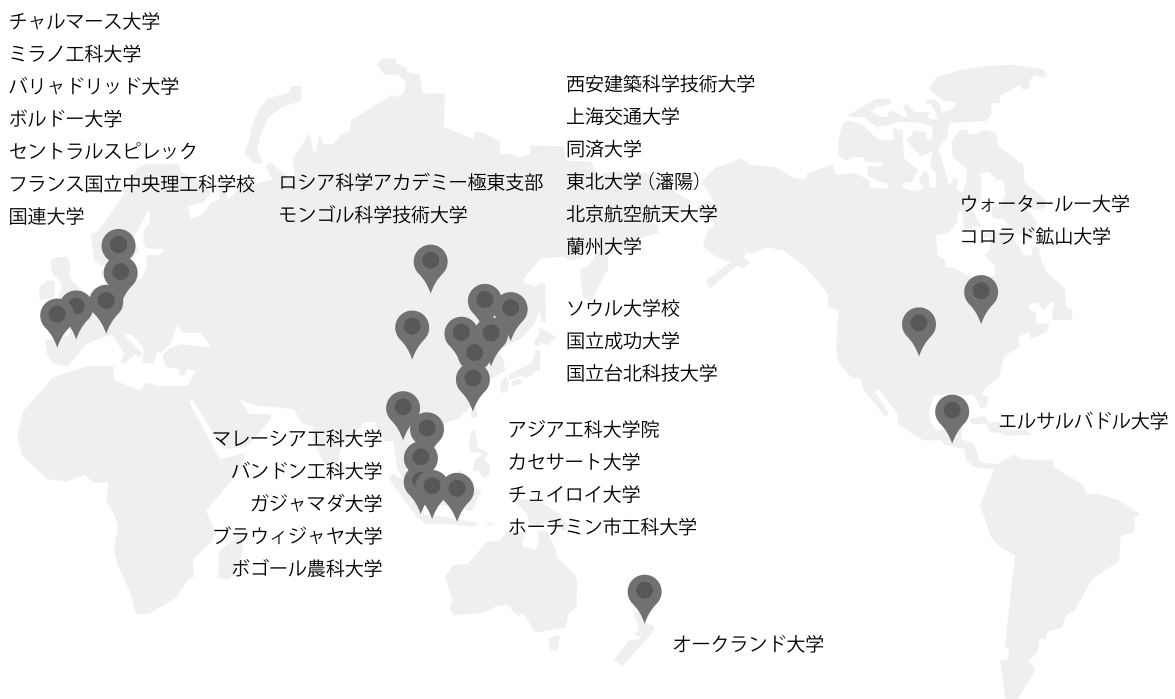 チャルマース大学
ミラノ工科大学
バリャドリッド大学
ボルドー大学
セントラルスピレック
フランス国立中央理工科学校
国連大学
ロシア科学アカデミー極東支部
モンゴル科学技術大学
西安建築科学技術大学
上海交通大学
同済大学
東北大学（瀋陽）
北京航空航天大学
蘭州大学
ソウル大学校
国立成功大学
国立台北科技大学
ウォータールー大学
コロラド鉱山大学
エルサルバドル大学
マレーシア工科大学
バンドン工科大学
ガジャマダ大学
ブラウィジャヤ大学
ボゴール農科大学
アジア工科大学院
カセサート大学
チュイロイ大学
ホーチミン市工科大学
オークランド大学